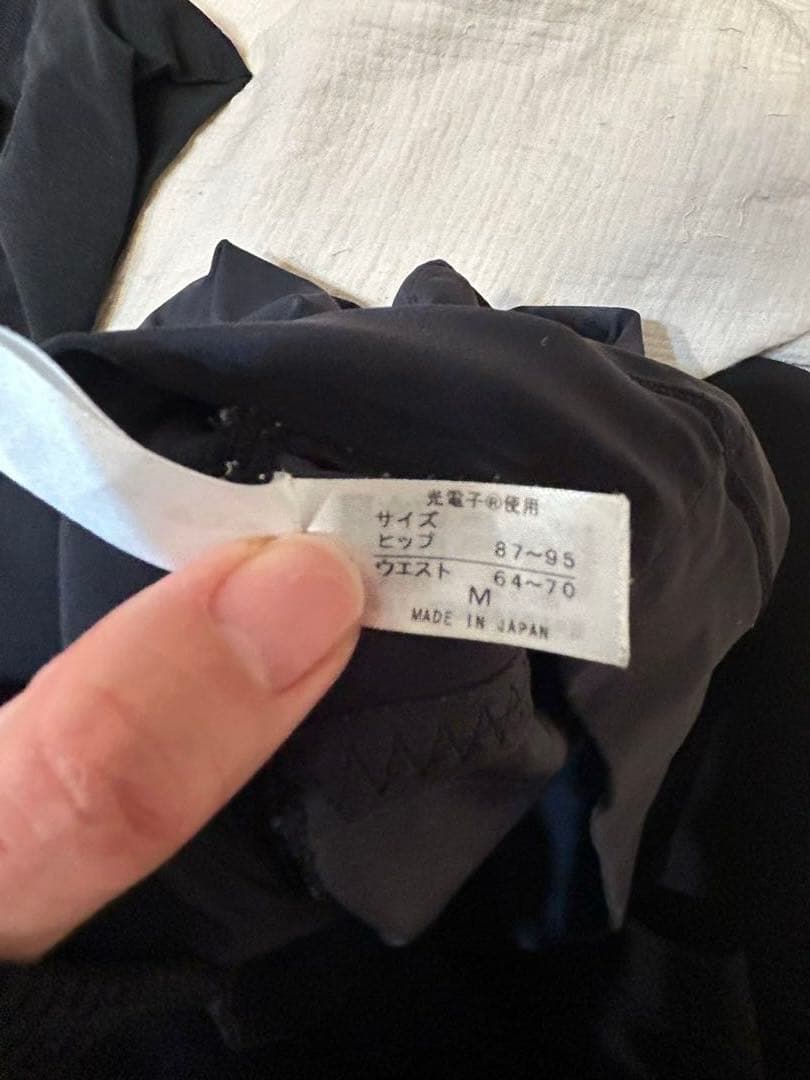 光電子®使用
サイズ
ヒップ 87～95
ウエスト 64～70
M
MADE IN JAPAN